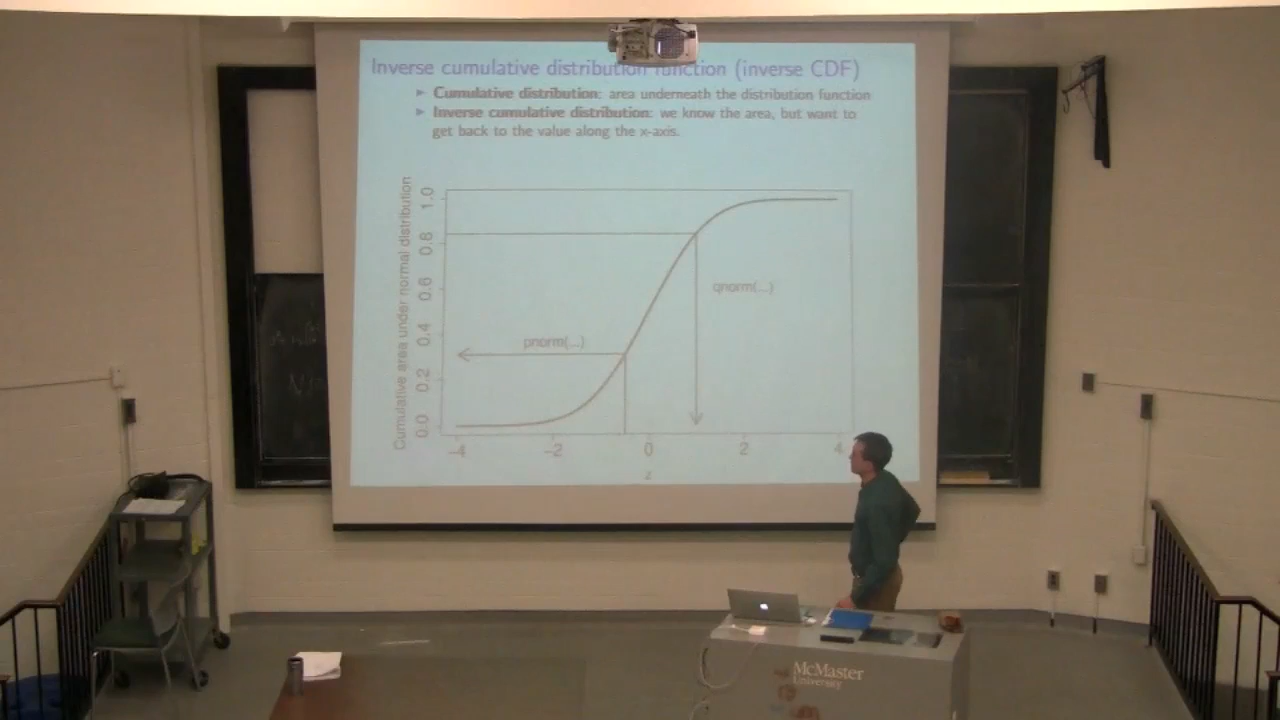 Inverse cumulative distribution function (inverse CDF)
Cumulative distribution: area underneath the distribution function
Inverse cumulative distribution: we know the area, but want to
get back to the value along the x-axis.
Cumulative area under normal distribution
1.0
0.8
0.6
0.4
0.2
0.0
qnorm(...)
pnorm(...)
-4
-2
0
2
4
z
McMaster
University